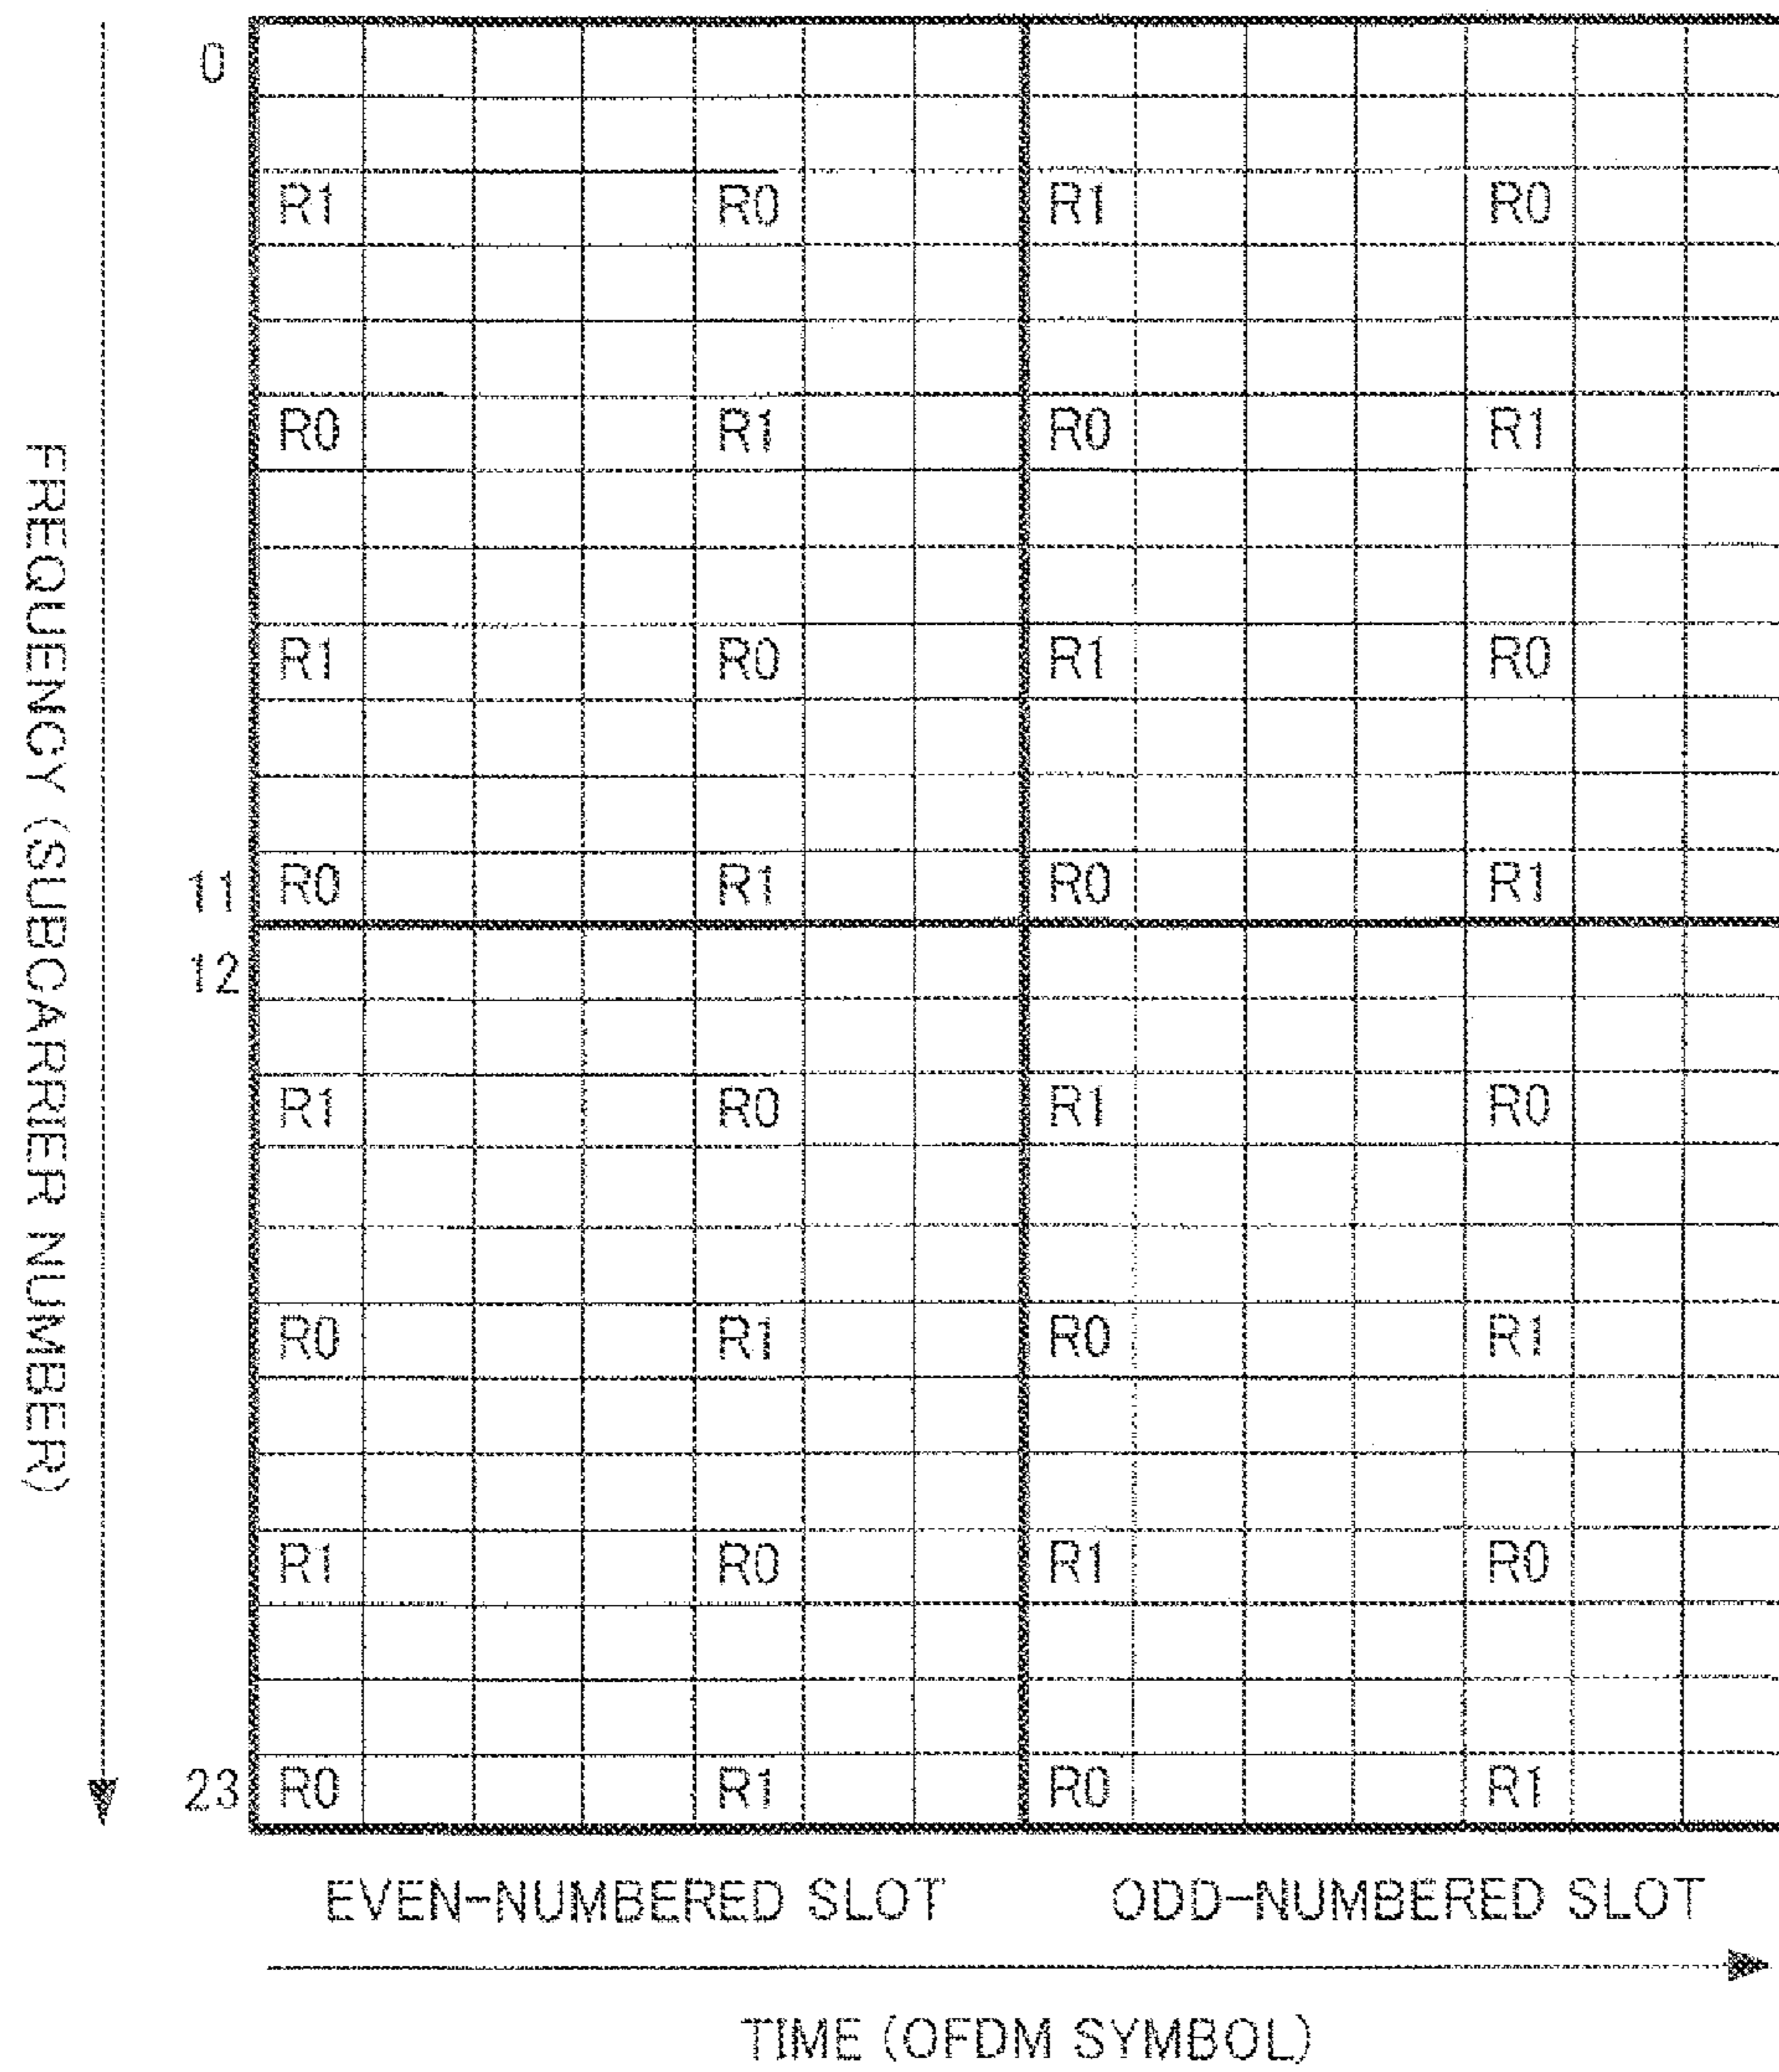 0
R1 R0 R1 R0
R0 R1 R0 R1
R1 R0 R1 R0
11 R0 R1 R0 R1
12
R1 R0 R1 R0
R0 R1 R0 R1
R1 R0 R1 R0
23 R0 R1 R0 R1
FREQUENCY (SUBCARRIER NUMBER)
EVEN-NUMBERED SLOT ODD-NUMBERED SLOT
TIME (OFDM SYMBOL)